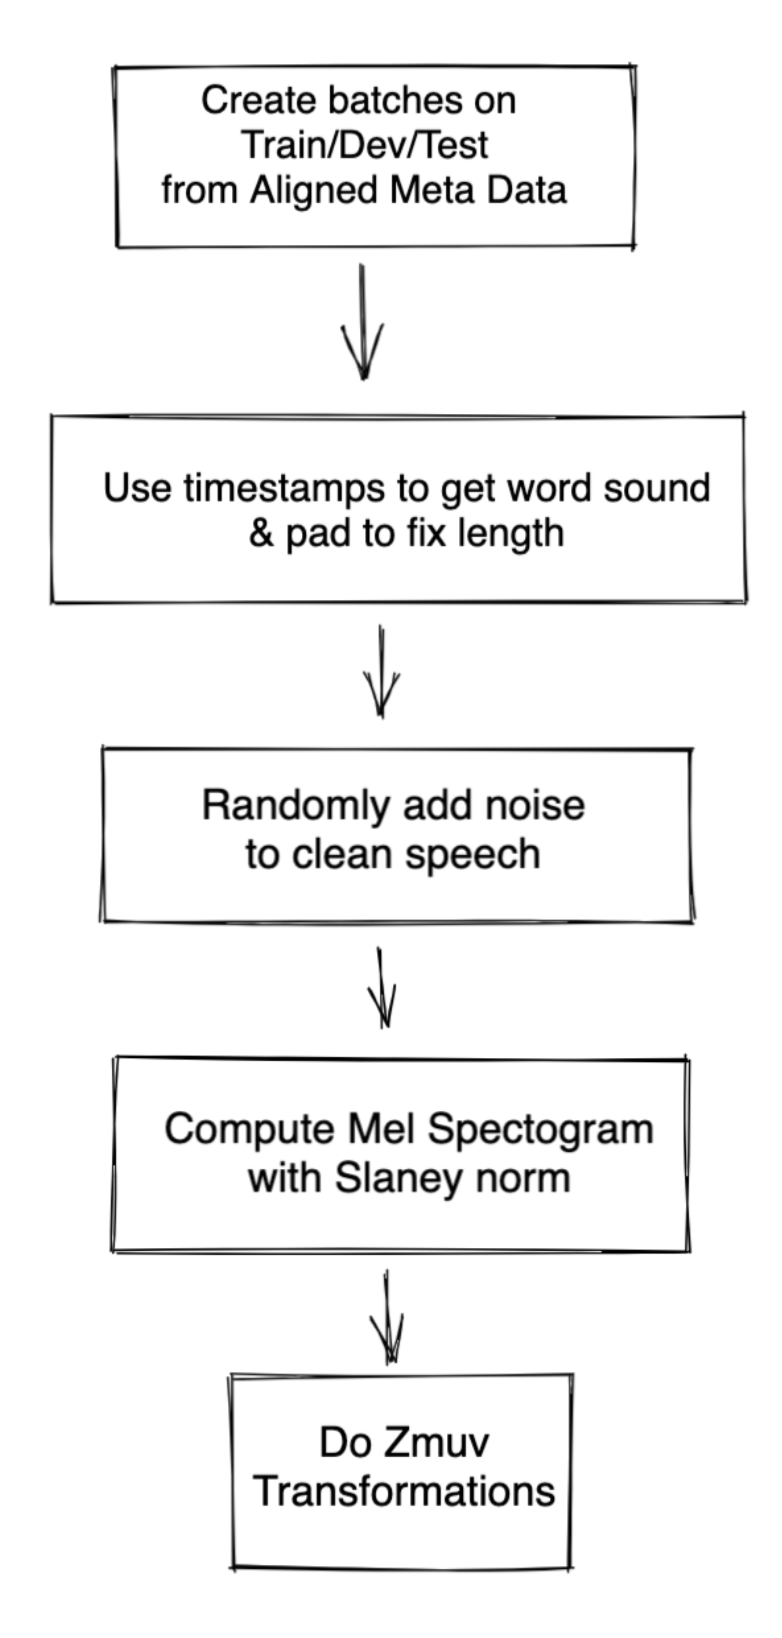 Create batches on
Train/Dev/Test
from Aligned Meta Data
Use timestamps to get word sound
& pad to fix length
Randomly add noise
to clean speech
Compute Mel Spectogram
with Slaney norm
Do Zmuv
Transformations